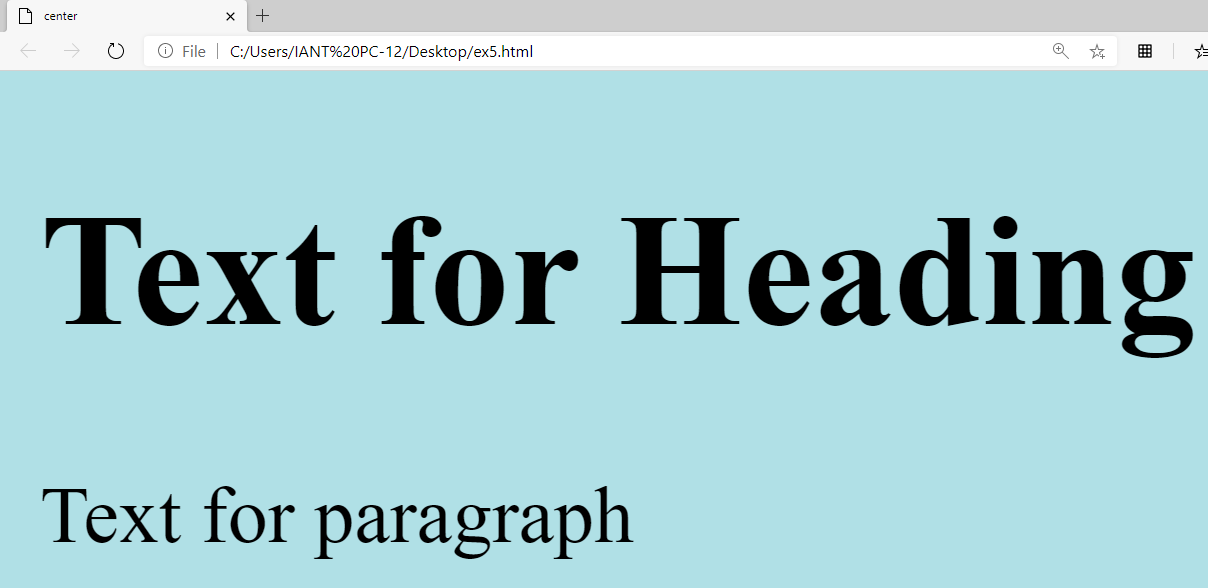 center
File
C:/Users/IANT%20PC-12/Desktop/ex5.html
Text for Heading
Text for paragraph